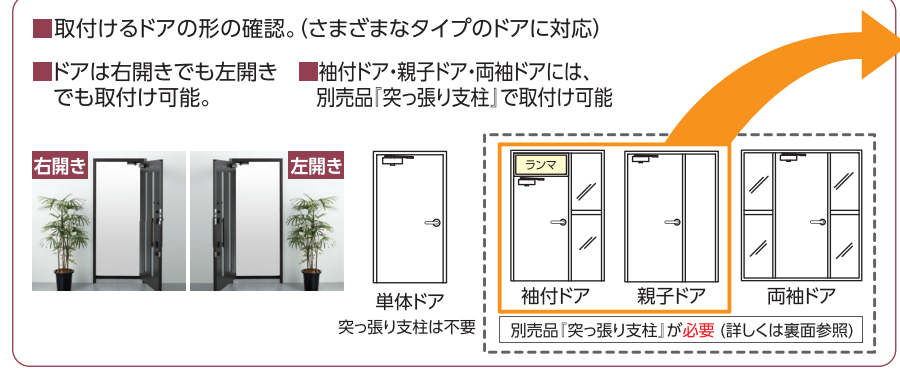 ■取付けるドアの形の確認。(さまざまなタイプのドアに対応)
■ドアは右開きでも左開き
でも取付け可能。
■袖付ドア・親子ドア・両袖ドアには、
別売品『突っ張り支柱』で取付け可能
右開き
左開き
ランマ
単体ドア
突っ張り支柱は不要
袖付ドア
親子ドア
両袖ドア
別売品『突っ張り支柱』が必要 (詳しくは裏面参照)